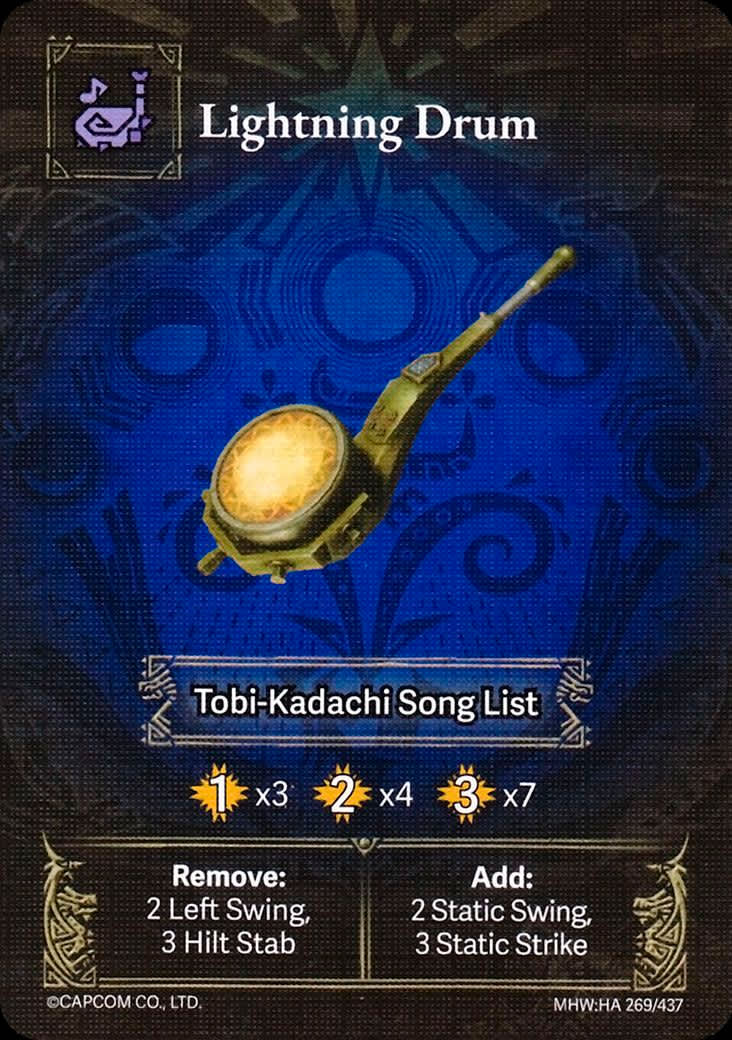 Lightning Drum
Tobi-Kadachi Song List
1 x3 2 x4 3 x7
Remove:
2 Left Swing,
3 Hilt Stab
Add:
2 Static Swing,
3 Static Strike
©CAPCOM CO., LTD.
MHW:HA 269/437